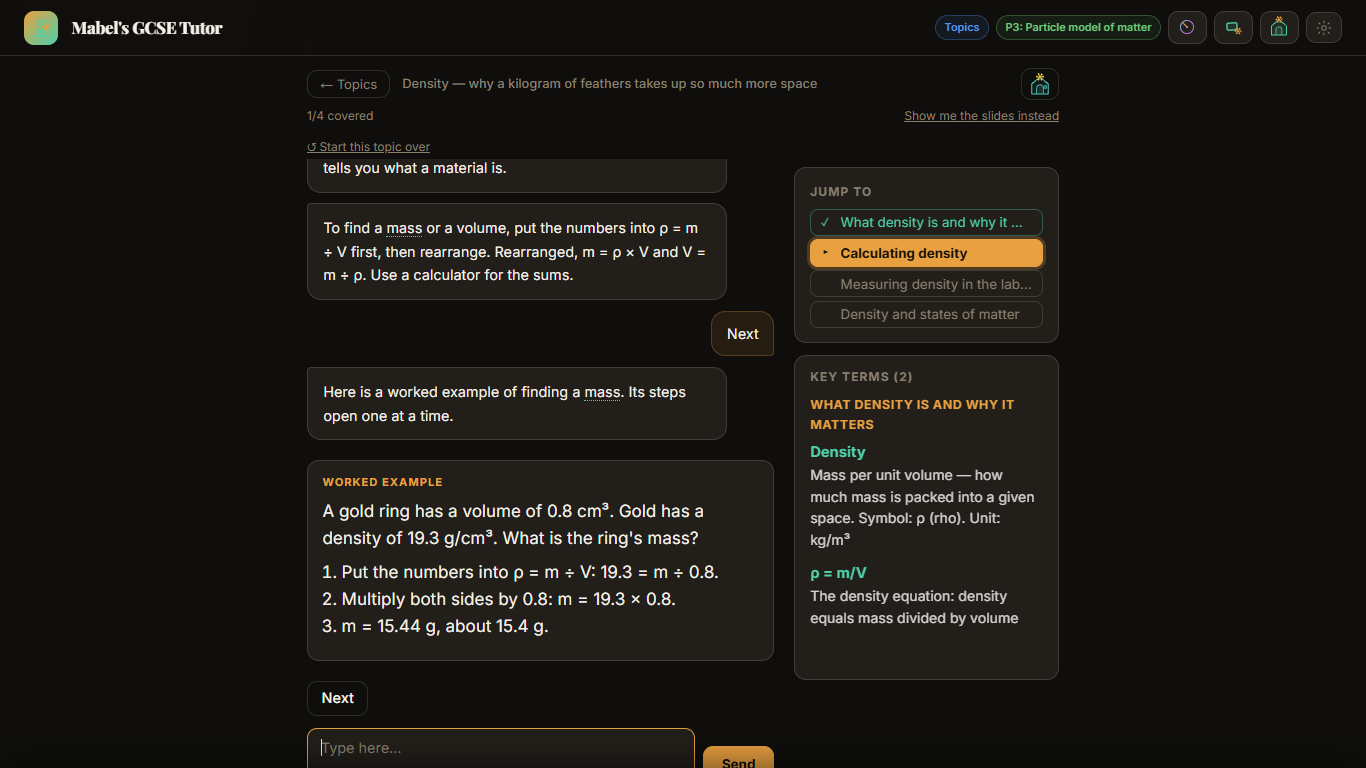 Mabel's GCSE Tutor
Topics
P3: Particle model of matter
← Topics
Density — why a kilogram of feathers takes up so much more space
1/4 covered
Show me the slides instead
↺ Start this topic over
tells you what a material is.
To find a mass or a volume, put the numbers into ρ = m
÷ V first, then rearrange. Rearranged, m = ρ × V and V =
m ÷ ρ. Use a calculator for the sums.
Next
Here is a worked example of finding a mass. Its steps
open one at a time.
WORKED EXAMPLE
A gold ring has a volume of 0.8 cm³. Gold has a
density of 19.3 g/cm³. What is the ring's mass?
1. Put the numbers into ρ = m ÷ V: 19.3 = m ÷ 0.8.
2. Multiply both sides by 0.8: m = 19.3 × 0.8.
3. m = 15.44 g, about 15.4 g.
Next
Type here...
Send
JUMP TO
✓ What density is and why it ...
‣ Calculating density
Measuring density in the lab...
Density and states of matter
KEY TERMS (2)
WHAT DENSITY IS AND WHY IT
MATTERS
Density
Mass per unit volume — how
much mass is packed into a given
space. Symbol: ρ (rho). Unit:
kg/m³
ρ = m/V
The density equation: density
equals mass divided by volume